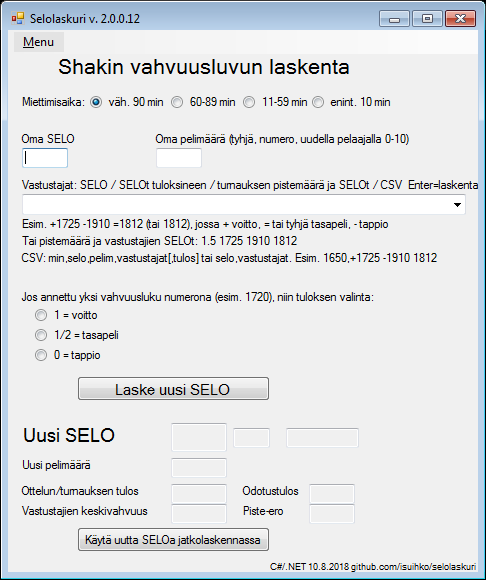 Selolaskuri v. 2.0.0.12
Menu
Shakin vahvuusluvun laskenta
Miettimisaika: väh. 90 min 60-89 min 11-59 min enint. 10 min
Oma SELO Oma pelimäärä (tyhjä, numero, uudella pelaajalla 0-10)
Vastustajat: SELO / SELOt tuloksineen / turnauksen pistemäärä ja SELOt / CSV Enter=laskenta
Esim. +1725 -1910 =1812 (tai 1812), jossa + voitto, = tai tyhjä tasapeli, - tappio
Tai pistemäärä ja vastustajien SELOt: 1.5 1725 1910 1812
CSV: min,selo,pelim,vastustajat[,tulos] tai selo,vastustajat. Esim. 1650,+1725 -1910 1812
Jos annettu yksi vahvuusluku numerona (esim. 1720), niin tuloksen valinta:
1 = voitto
1/2 = tasapeli
0 = tappio
Laske uusi SELO
Uusi SELO
Uusi pelimäärä
Ottelun/turnauksen tulos Odotustulos
Vastustajien keskivahvuus Piste-ero
Käytä uutta SELOa jatkolaskennassa
C#/.NET 10.8.2018 github.com/isuihko/selolaskuri